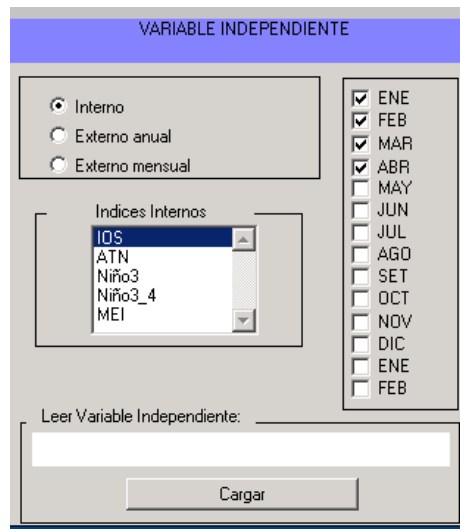 VARIABLE INDEPENDIENTE
Interno
Externo anual
Externo mensual
Indices Internos
IOS
ATN
Niño3
Niño3_4
MEI
ENE
FEB
MAR
ABR
MAY
JUN
JUL
AGO
SET
OCT
NOV
DIC
ENE
FEB
Leer Variable Independiente:
Cargar